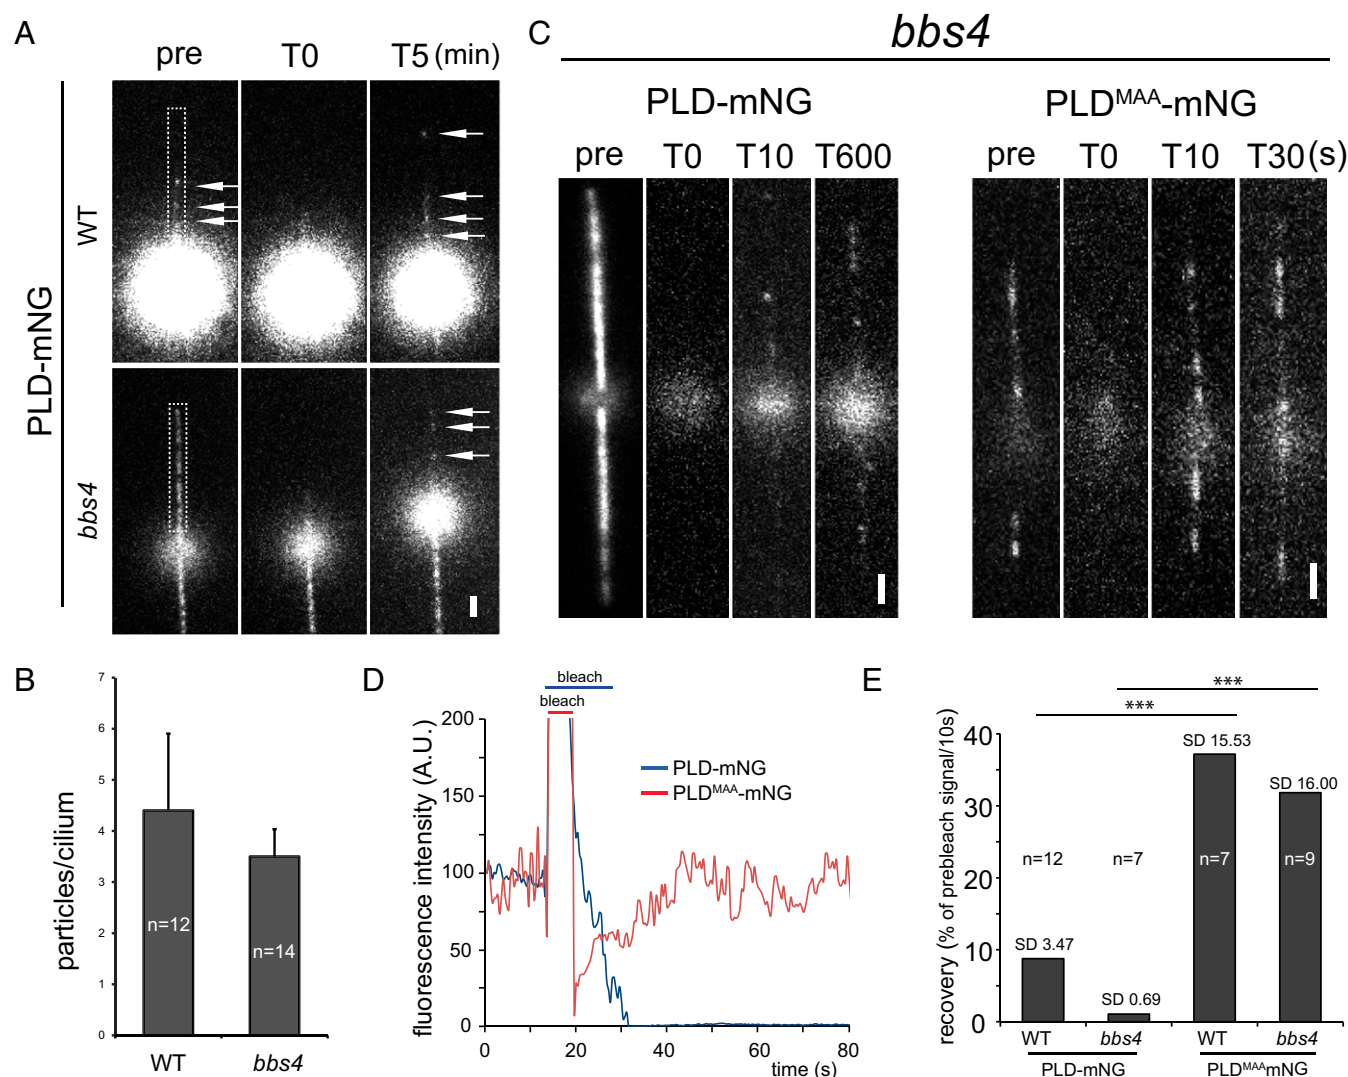 A
pre T0 T5 (min)
PLD-mNG
WT
bbs4
C
bbs4
PLD-mNG
pre T0 T10 T600
PLDMAA-mNG
pre T0 T10 T30 (s)
B
particles/cilium
7
6
5
4
3
2
1
0
n=12
n=14
WT bbs4
D
bleach
bleach
fluorescence intensity (A.U.)
200
150
100
50
0
PLD-mNG
PLDMAA-mNG
0 20 40 60 80
time (s)
E
recovery (% of prebleach signal/10s)
40
30
20
10
0
***
***
SD 15.53
SD 16.00
n=12 n=7 n=7 n=9
SD 3.47
SD 0.69
WT bbs4 WT bbs4
PLD-mNG PLDMAAmNG